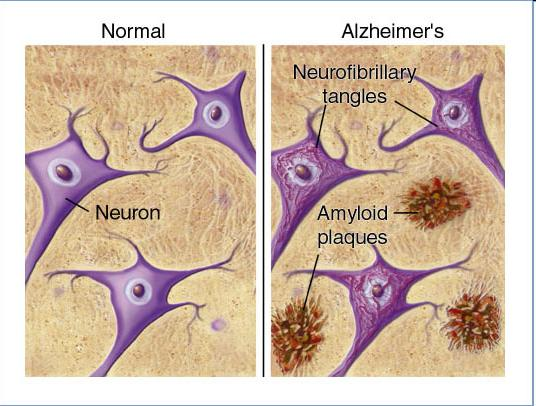 Normal
Alzheimer's
Neurofibrillary
tangles
Neuron
Amyloid
plaques